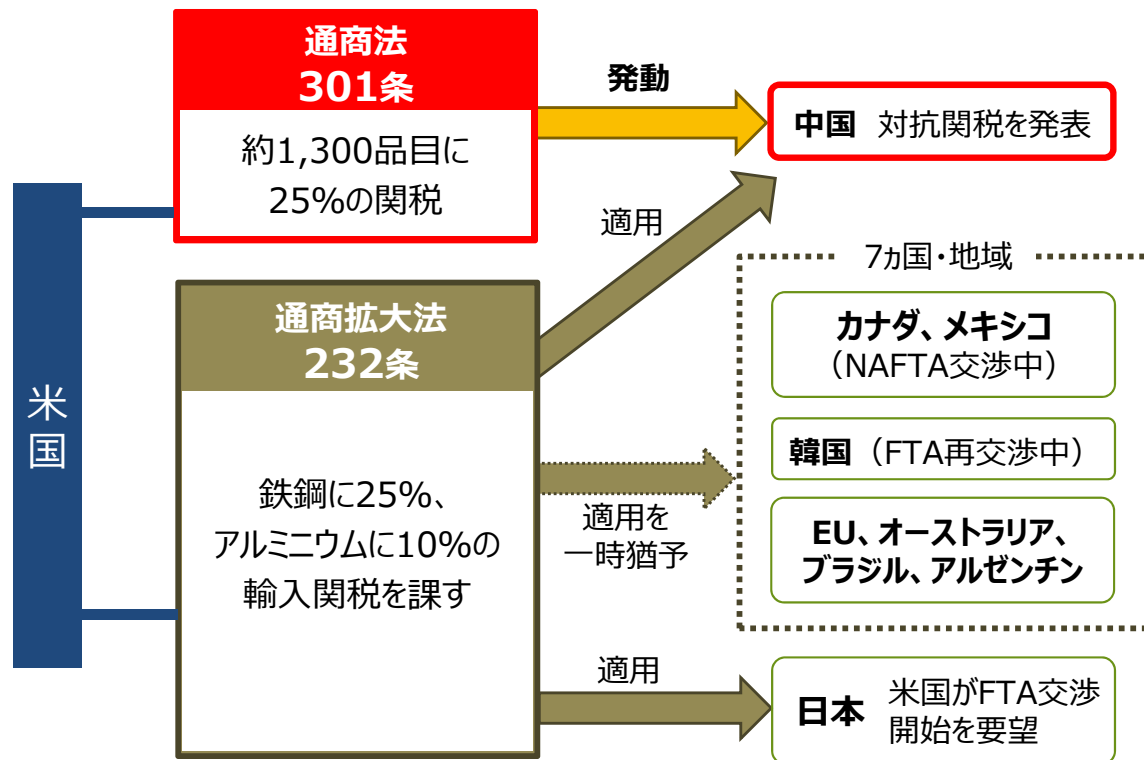 米国
通商法
301条
約1,300品目に
25%の関税
発動
中国 対抗関税を発表
適用
通商拡大法
232条
鉄鋼に25%、
アルミニウムに10%の
輸入関税を課す
適用を
一時猶予
7ヵ国・地域
カナダ、メキシコ
（NAFTA交渉中）
韓国（FTA再交渉中）
EU、オーストラリア、
ブラジル、アルゼンチン
適用
日本 米国がFTA交渉
開始を要望